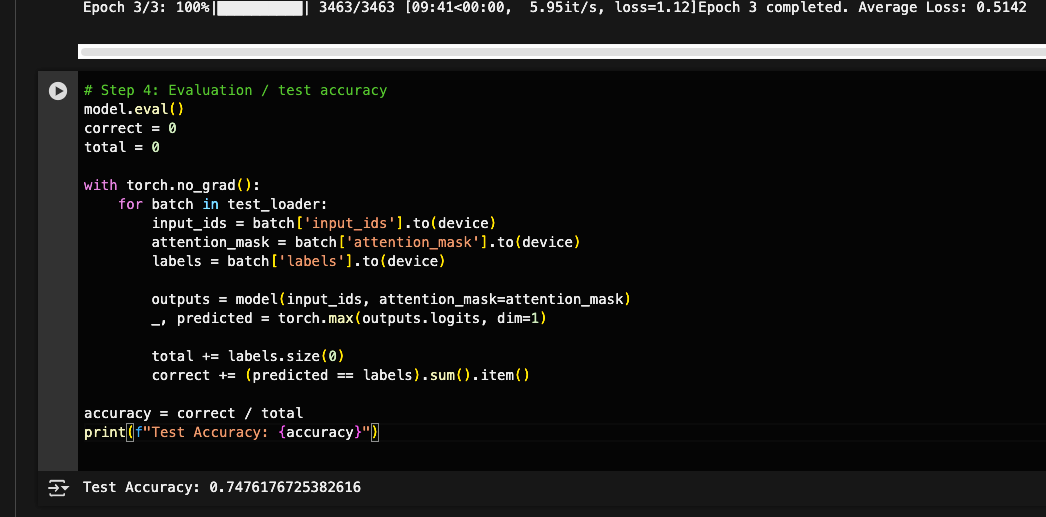 Epoch 3/3: 100%|██████████| 3463/3463 [09:41<00:00,  5.95it/s, loss=1.12]Epoch 3 completed. Average Loss: 0.5142
# Step 4: Evaluation / test accuracy
model.eval()
correct = 0
total = 0
with torch.no_grad():
    for batch in test_loader:
        input_ids = batch['input_ids'].to(device)
        attention_mask = batch['attention_mask'].to(device)
        labels = batch['labels'].to(device)
        outputs = model(input_ids, attention_mask=attention_mask)
        _, predicted = torch.max(outputs.logits, dim=1)
        total += labels.size(0)
        correct += (predicted == labels).sum().item()
accuracy = correct / total
print(f"Test Accuracy: {accuracy}")
Test Accuracy: 0.7476176725382616